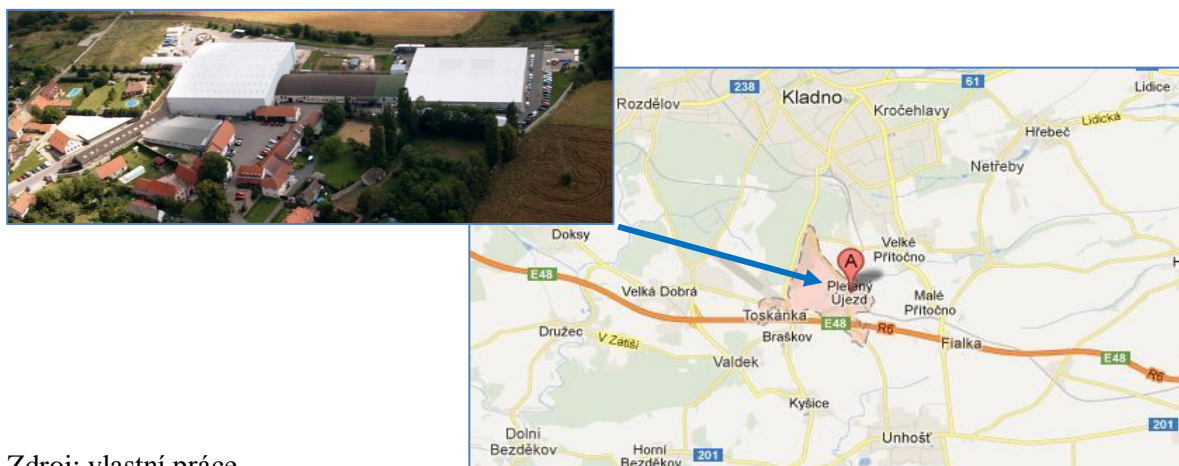 238
61
Kladno
Lidice
Rozdělov
Kročehlavy
Lidická
Hřebeč
Netřeby
Doksy
Velké
Přítočno
A
H
E48
Velká Dobrá
Pletený
Újezd
Malé
Přítočno
Toskánka
E48
R6
Družec
V Zátiší
Braškov
Fialka
E48
R6
Valdek
Kyšice
201
Unhošť
Dolní
Bezděkov
Horní
Bezděkov
201
Zdroj: vlastní práce